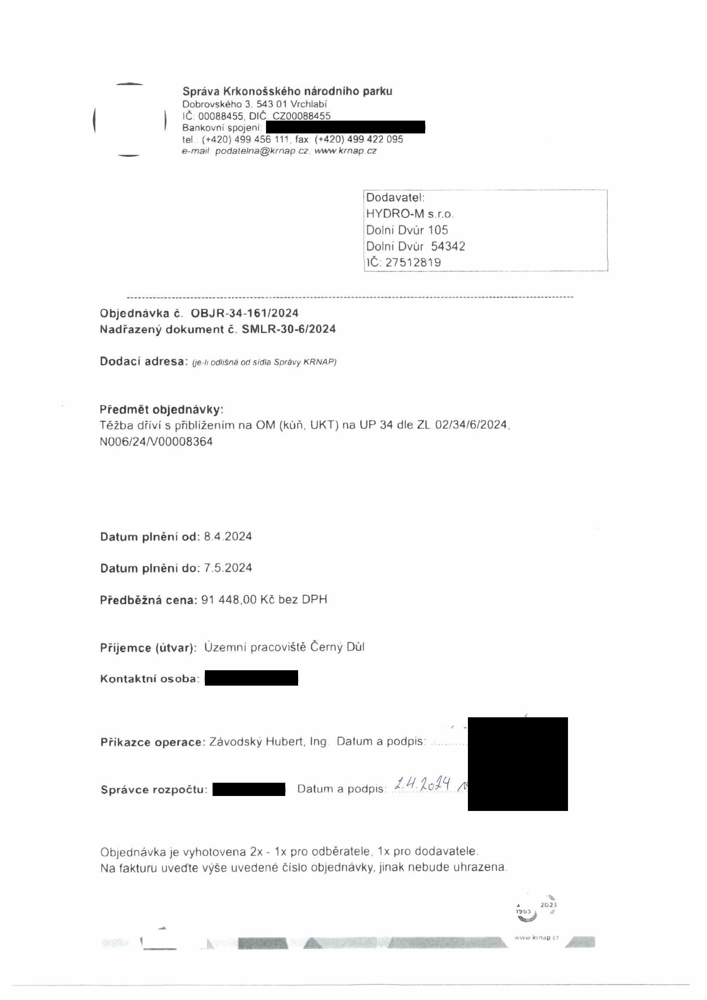 Správa Krkonošského národního parku
Dobrovského 3, 543 01 Vrchlabí
IČ: 00088455, DIČ: CZ00088455
Bankovní spojení:
tel.: (+420) 499 456 111, fax: (+420) 499 422 095
e-mail: podatelna@krnap.cz, www.krnap.cz
Dodavatel:
HYDRO-M s.r.o.
Dolní Dvůr 105
Dolní Dvůr 54342
IČ: 27512819
Objednávka č. OBJR-34-161/2024
Nadřazený dokument č. SMLR-30-6/2024
Dodací adresa: (je-li odlišná od sídla Správy KRNAP)
Předmět objednávky:
Těžba dříví s přiblížením na OM (kůň, UKT) na UP 34 dle ZL 02/34/6/2024,
N006/24/V00008364
Datum plnění od: 8.4.2024
Datum plnění do: 7.5.2024
Předběžná cena: 91 448,00 Kč bez DPH
Příjemce (útvar): Územní pracoviště Černý Důl
Kontaktní osoba:
Příkazce operace: Závodský Hubert, Ing. Datum a podpis:
Správce rozpočtu: Datum a podpis: 2.4.2024
Objednávka je vyhotovena 2x - 1x pro odběratele, 1x pro dodavatele.
Na fakturu uveďte výše uvedené číslo objednávky, jinak nebude uhrazena.
2023
1963
www.krnap.cz